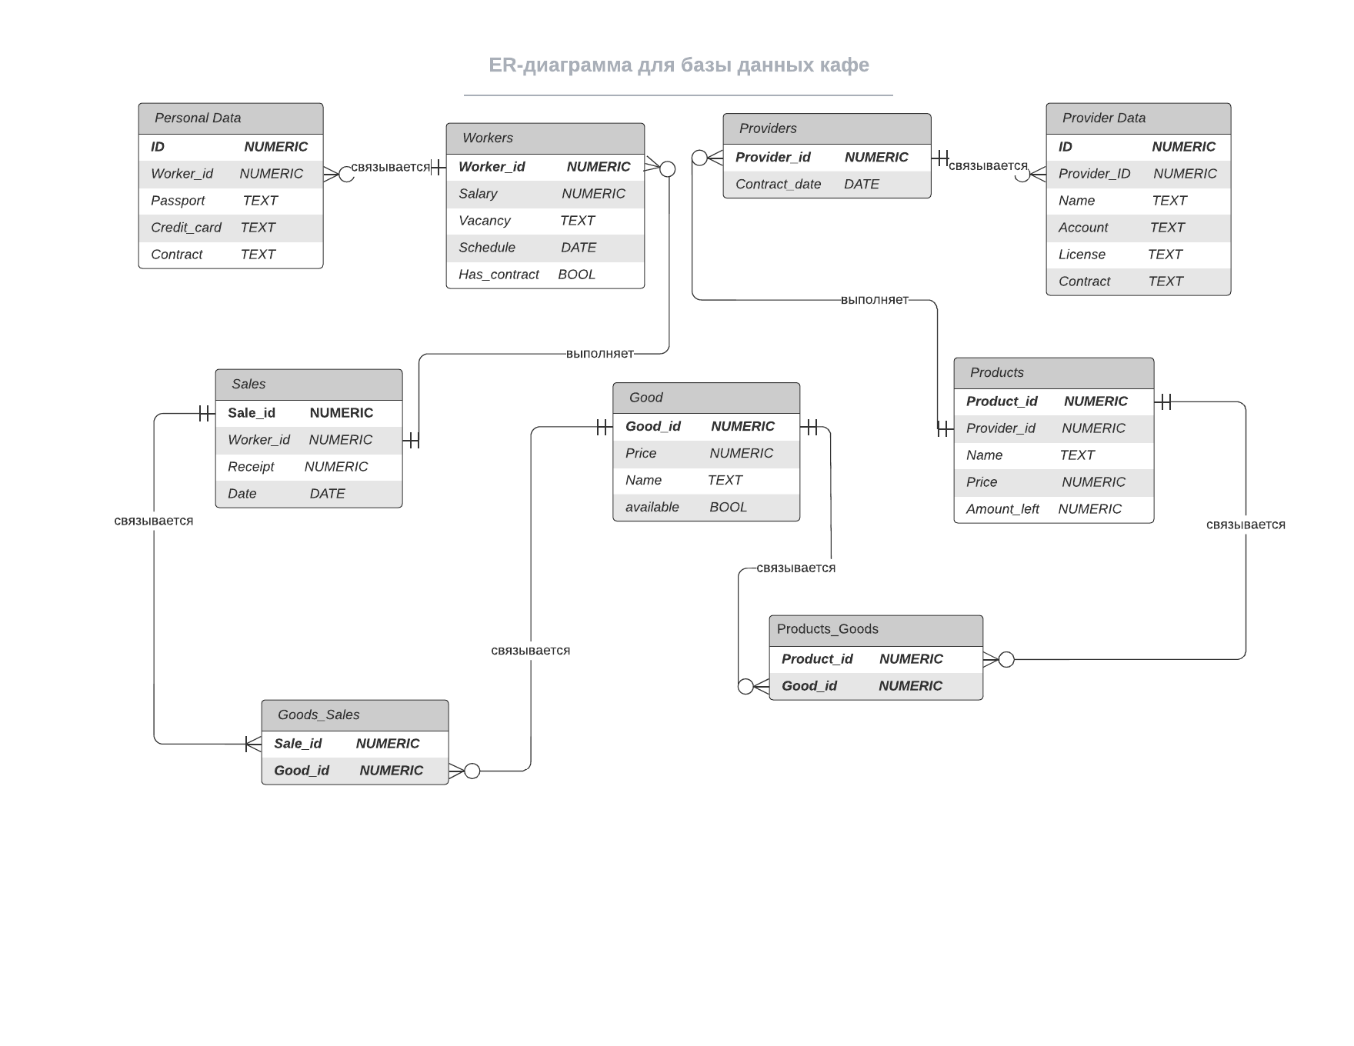 ER-диаграмма для базы данных кафе
Personal Data
ID NUMERIC
Worker_id NUMERIC
Passport TEXT
Credit_card TEXT
Contract TEXT
связывается
Workers
Worker_id NUMERIC
Salary NUMERIC
Vacancy TEXT
Schedule DATE
Has_contract BOOL
Providers
Provider_id NUMERIC
Contract_date DATE
связывается
Provider Data
ID NUMERIC
Provider_ID NUMERIC
Name TEXT
Account TEXT
License TEXT
Contract TEXT
выполняет
выполняет
Sales
Sale_id NUMERIC
Worker_id NUMERIC
Receipt NUMERIC
Date DATE
Good
Good_id NUMERIC
Price NUMERIC
Name TEXT
available BOOL
Products
Product_id NUMERIC
Provider_id NUMERIC
Name TEXT
Price NUMERIC
Amount_left NUMERIC
связывается
связывается
связывается
связывается
Products_Goods
Product_id NUMERIC
Good_id NUMERIC
Goods_Sales
Sale_id NUMERIC
Good_id NUMERIC